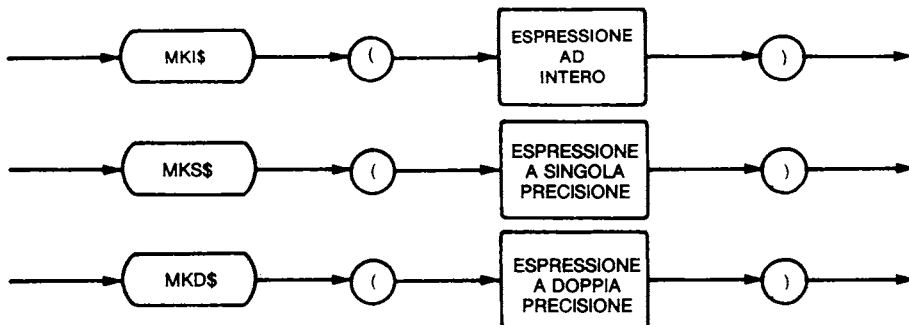 MKI$ ( ESPRESSIONE AD INTERO )
MKS$ ( ESPRESSIONE A SINGOLA PRECISIONE )
MKD$ ( ESPRESSIONE A DOPPIA PRECISIONE )